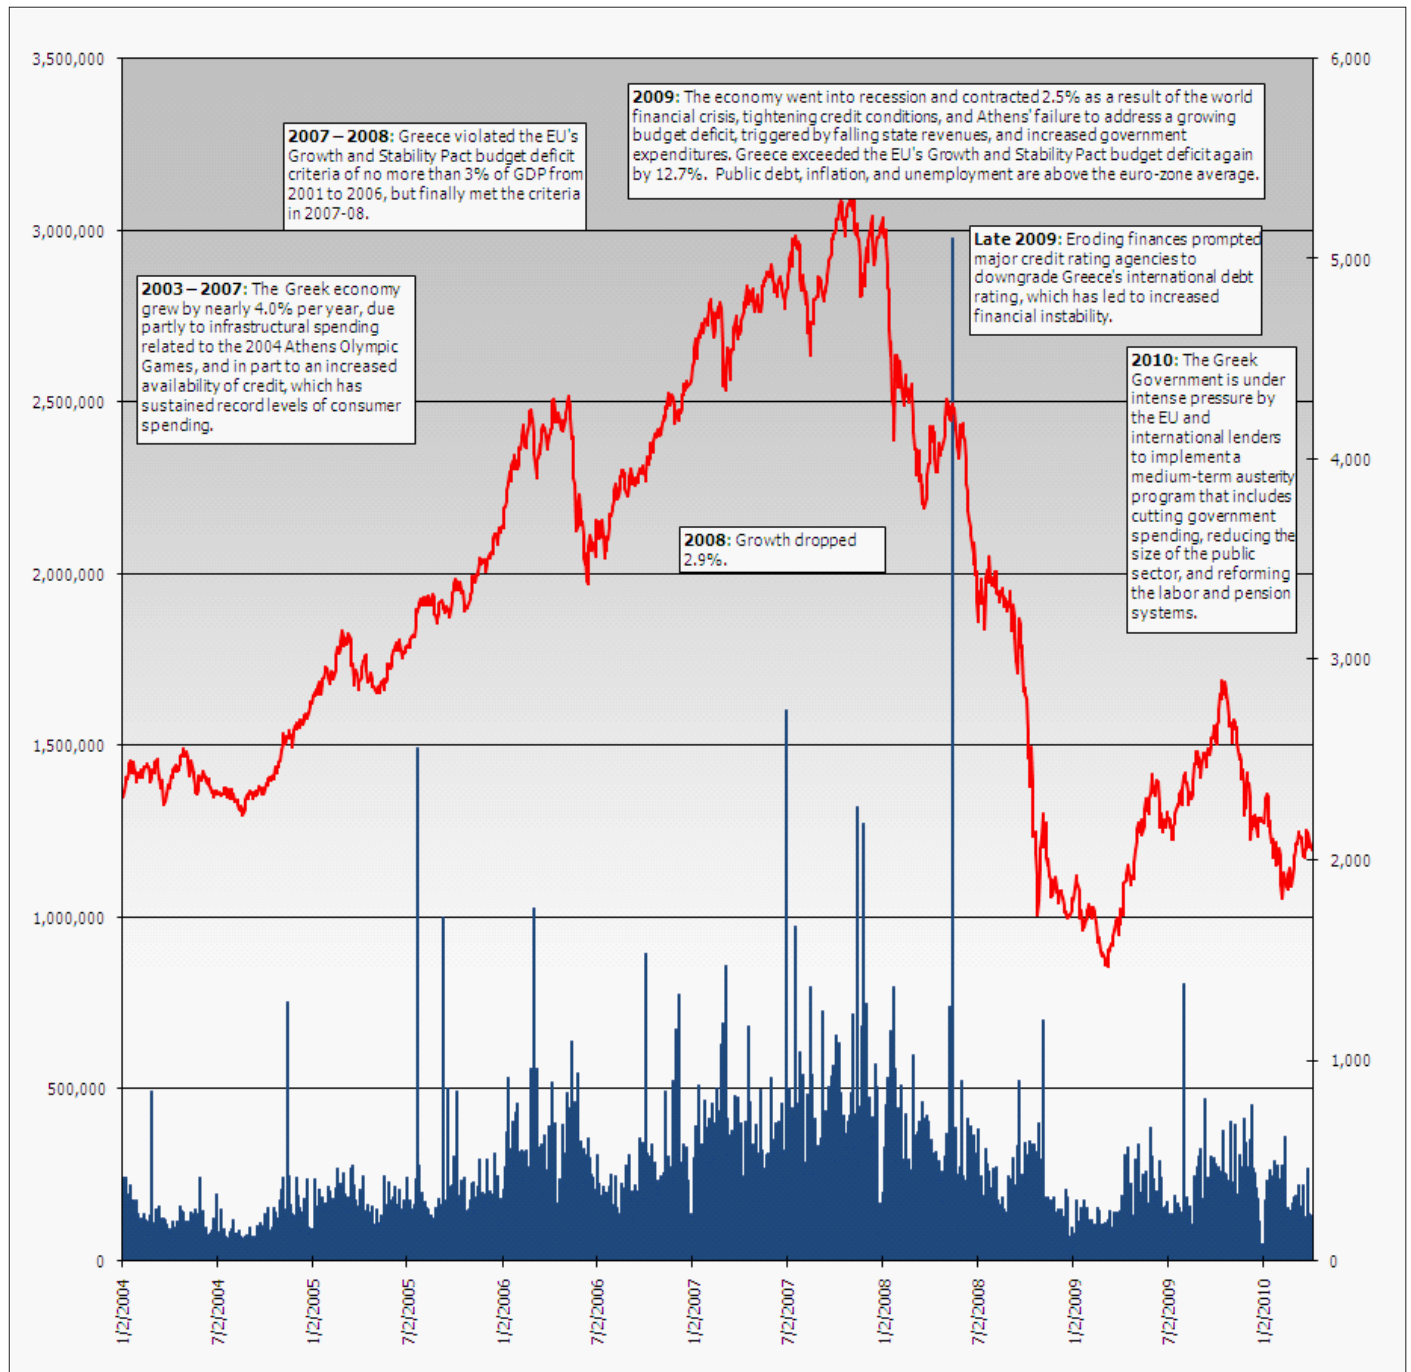 3,500,000
3,000,000
2,500,000
2,000,000
1,500,000
1,000,000
500,000
0
6,000
5,000
4,000
3,000
2,000
1,000
0
2009: The economy went into recession and contracted 2.5% as a result of the world
financial crisis, tightening credit conditions, and Athens' failure to address a growing
budget deficit, triggered by falling state revenues, and increased government
expenditures. Greece exceeded the EU's Growth and Stability Pact budget deficit again
by 12.7%. Public debt, inflation, and unemployment are above the euro-zone average.
2007 – 2008: Greece violated the EU's
Growth and Stability Pact budget deficit
criteria of no more than 3% of GDP from
2001 to 2006, but finally met the criteria
in 2007-08.
Late 2009: Eroding finances prompted
major credit rating agencies to
downgrade Greece's international debt
rating, which has led to increased
financial instability.
2003 – 2007: The Greek economy
grew by nearly 4.0% per year, due
partly to infrastructural spending
related to the 2004 Athens Olympic
Games, and in part to an increased
availability of credit, which has
sustained record levels of consumer
spending.
2010: The Greek
Government is under
intense pressure by
the EU and
international lenders
to implement a
medium-term austerity
program that includes
cutting government
spending, reducing the
size of the public
sector, and reforming
the labor and pension
systems.
2008: Growth dropped
2.9%.
1/2/2004
7/2/2004
1/2/2005
7/2/2005
1/2/2006
7/2/2006
1/2/2007
7/2/2007
1/2/2008
7/2/2008
1/2/2009
7/2/2009
1/2/2010